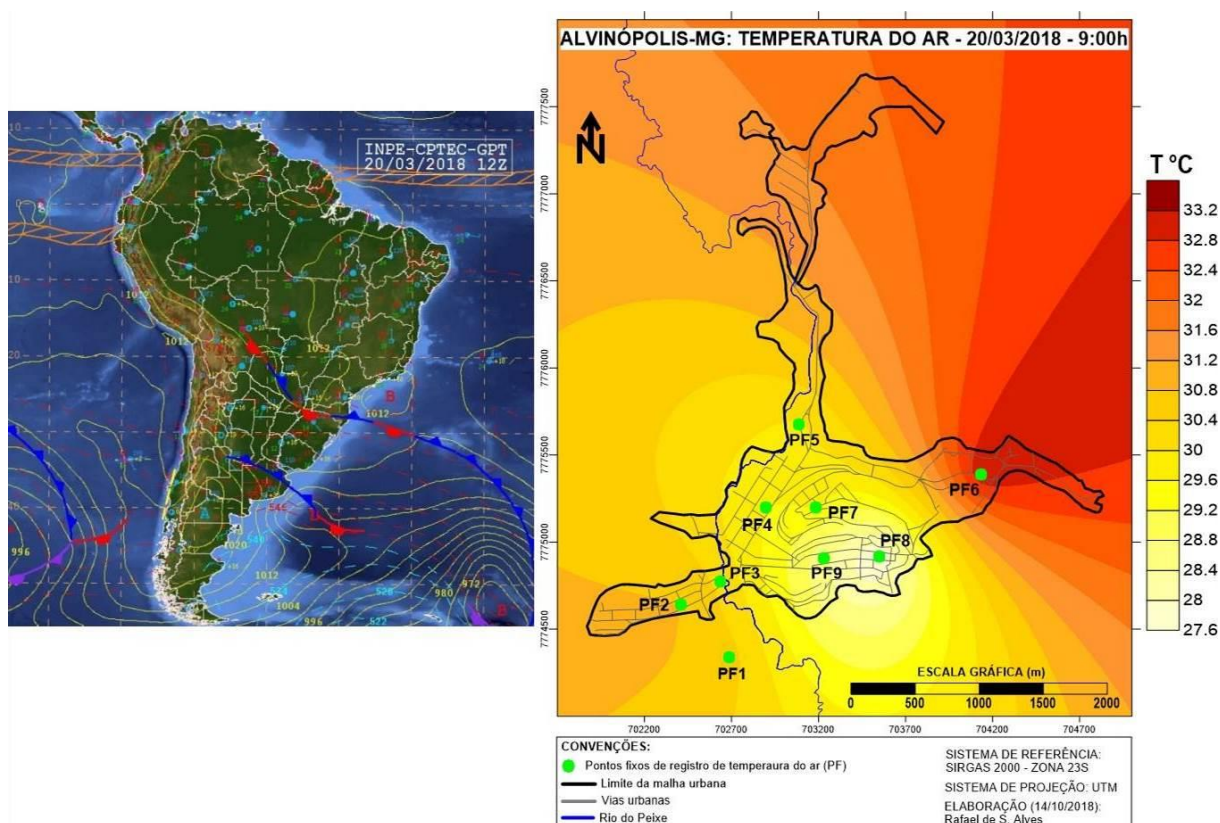 INPE-CPTEC-GPT
20/03/2018 12Z
1012
1012
1012
1012
B
A
1020
1012
1004
996
996
972
980
B
522
ALVINÓPOLIS-MG: TEMPERATURA DO AR - 20/03/2018 - 9:00h
N
7777500
7777000
7776500
7776000
7775500
7775000
7774500
PF5
PF6
PF4
PF7
PF8
PF9
PF3
PF2
PF1
ESCALA GRÁFICA (m)
0 500 1000 1500 2000
702200 702700 703200 703700 704200 704700
T ºC
33.2
32.8
32.4
32
31.6
31.2
30.8
30.4
30
29.6
29.2
28.8
28.4
28
27.6
CONVENÇÕES:
Pontos fixos de registro de temperaura do ar (PF)
Limite da malha urbana
Vias urbanas
Rio do Peixe
SISTEMA DE REFERÊNCIA:
SIRGAS 2000 - ZONA 23S
SISTEMA DE PROJEÇÃO: UTM
ELABORAÇÃO (14/10/2018):
Rafael de S. Alves